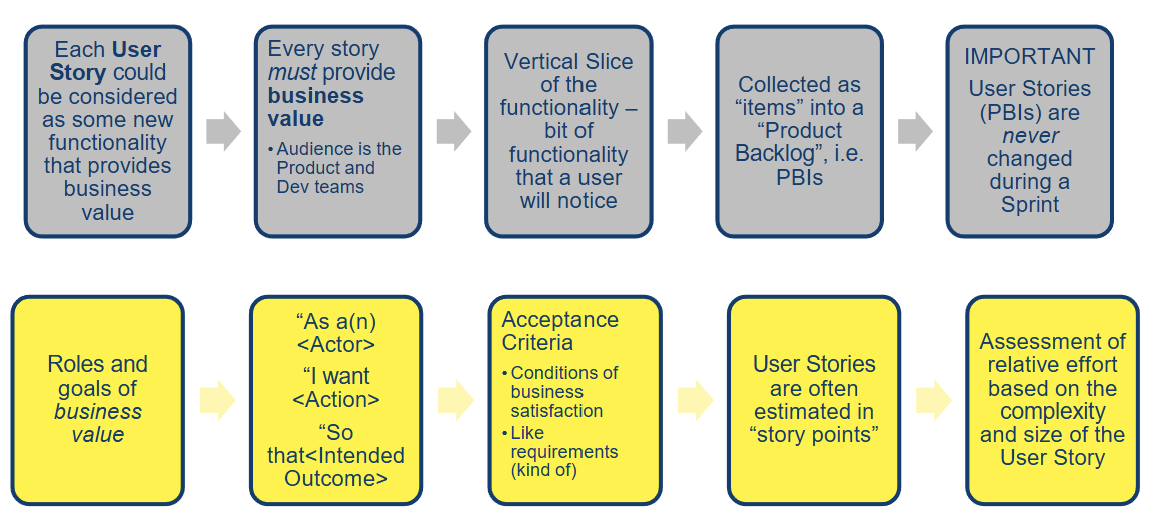 Each User
Story could
be considered
as some new
functionality
that provides
business
value
Every story
must provide
business
value
• Audience is the
Product and
Dev teams
Vertical Slice
of the
functionality –
bit of
functionality
that a user
will notice
Collected as
“items” into a
“Product
Backlog”, i.e.
PBIs
IMPORTANT
User Stories
(PBIs) are
never
changed
during a
Sprint
Roles and
goals of
business
value
“As a(n)
<Actor>
“I want
<Action>
“So
that<Intended
Outcome>
Acceptance
Criteria
• Conditions of
business
satisfaction
• Like
requirements
(kind of)
User Stories
are often
estimated in
“story points”
Assessment of
relative effort
based on the
complexity
and size of the
User Story